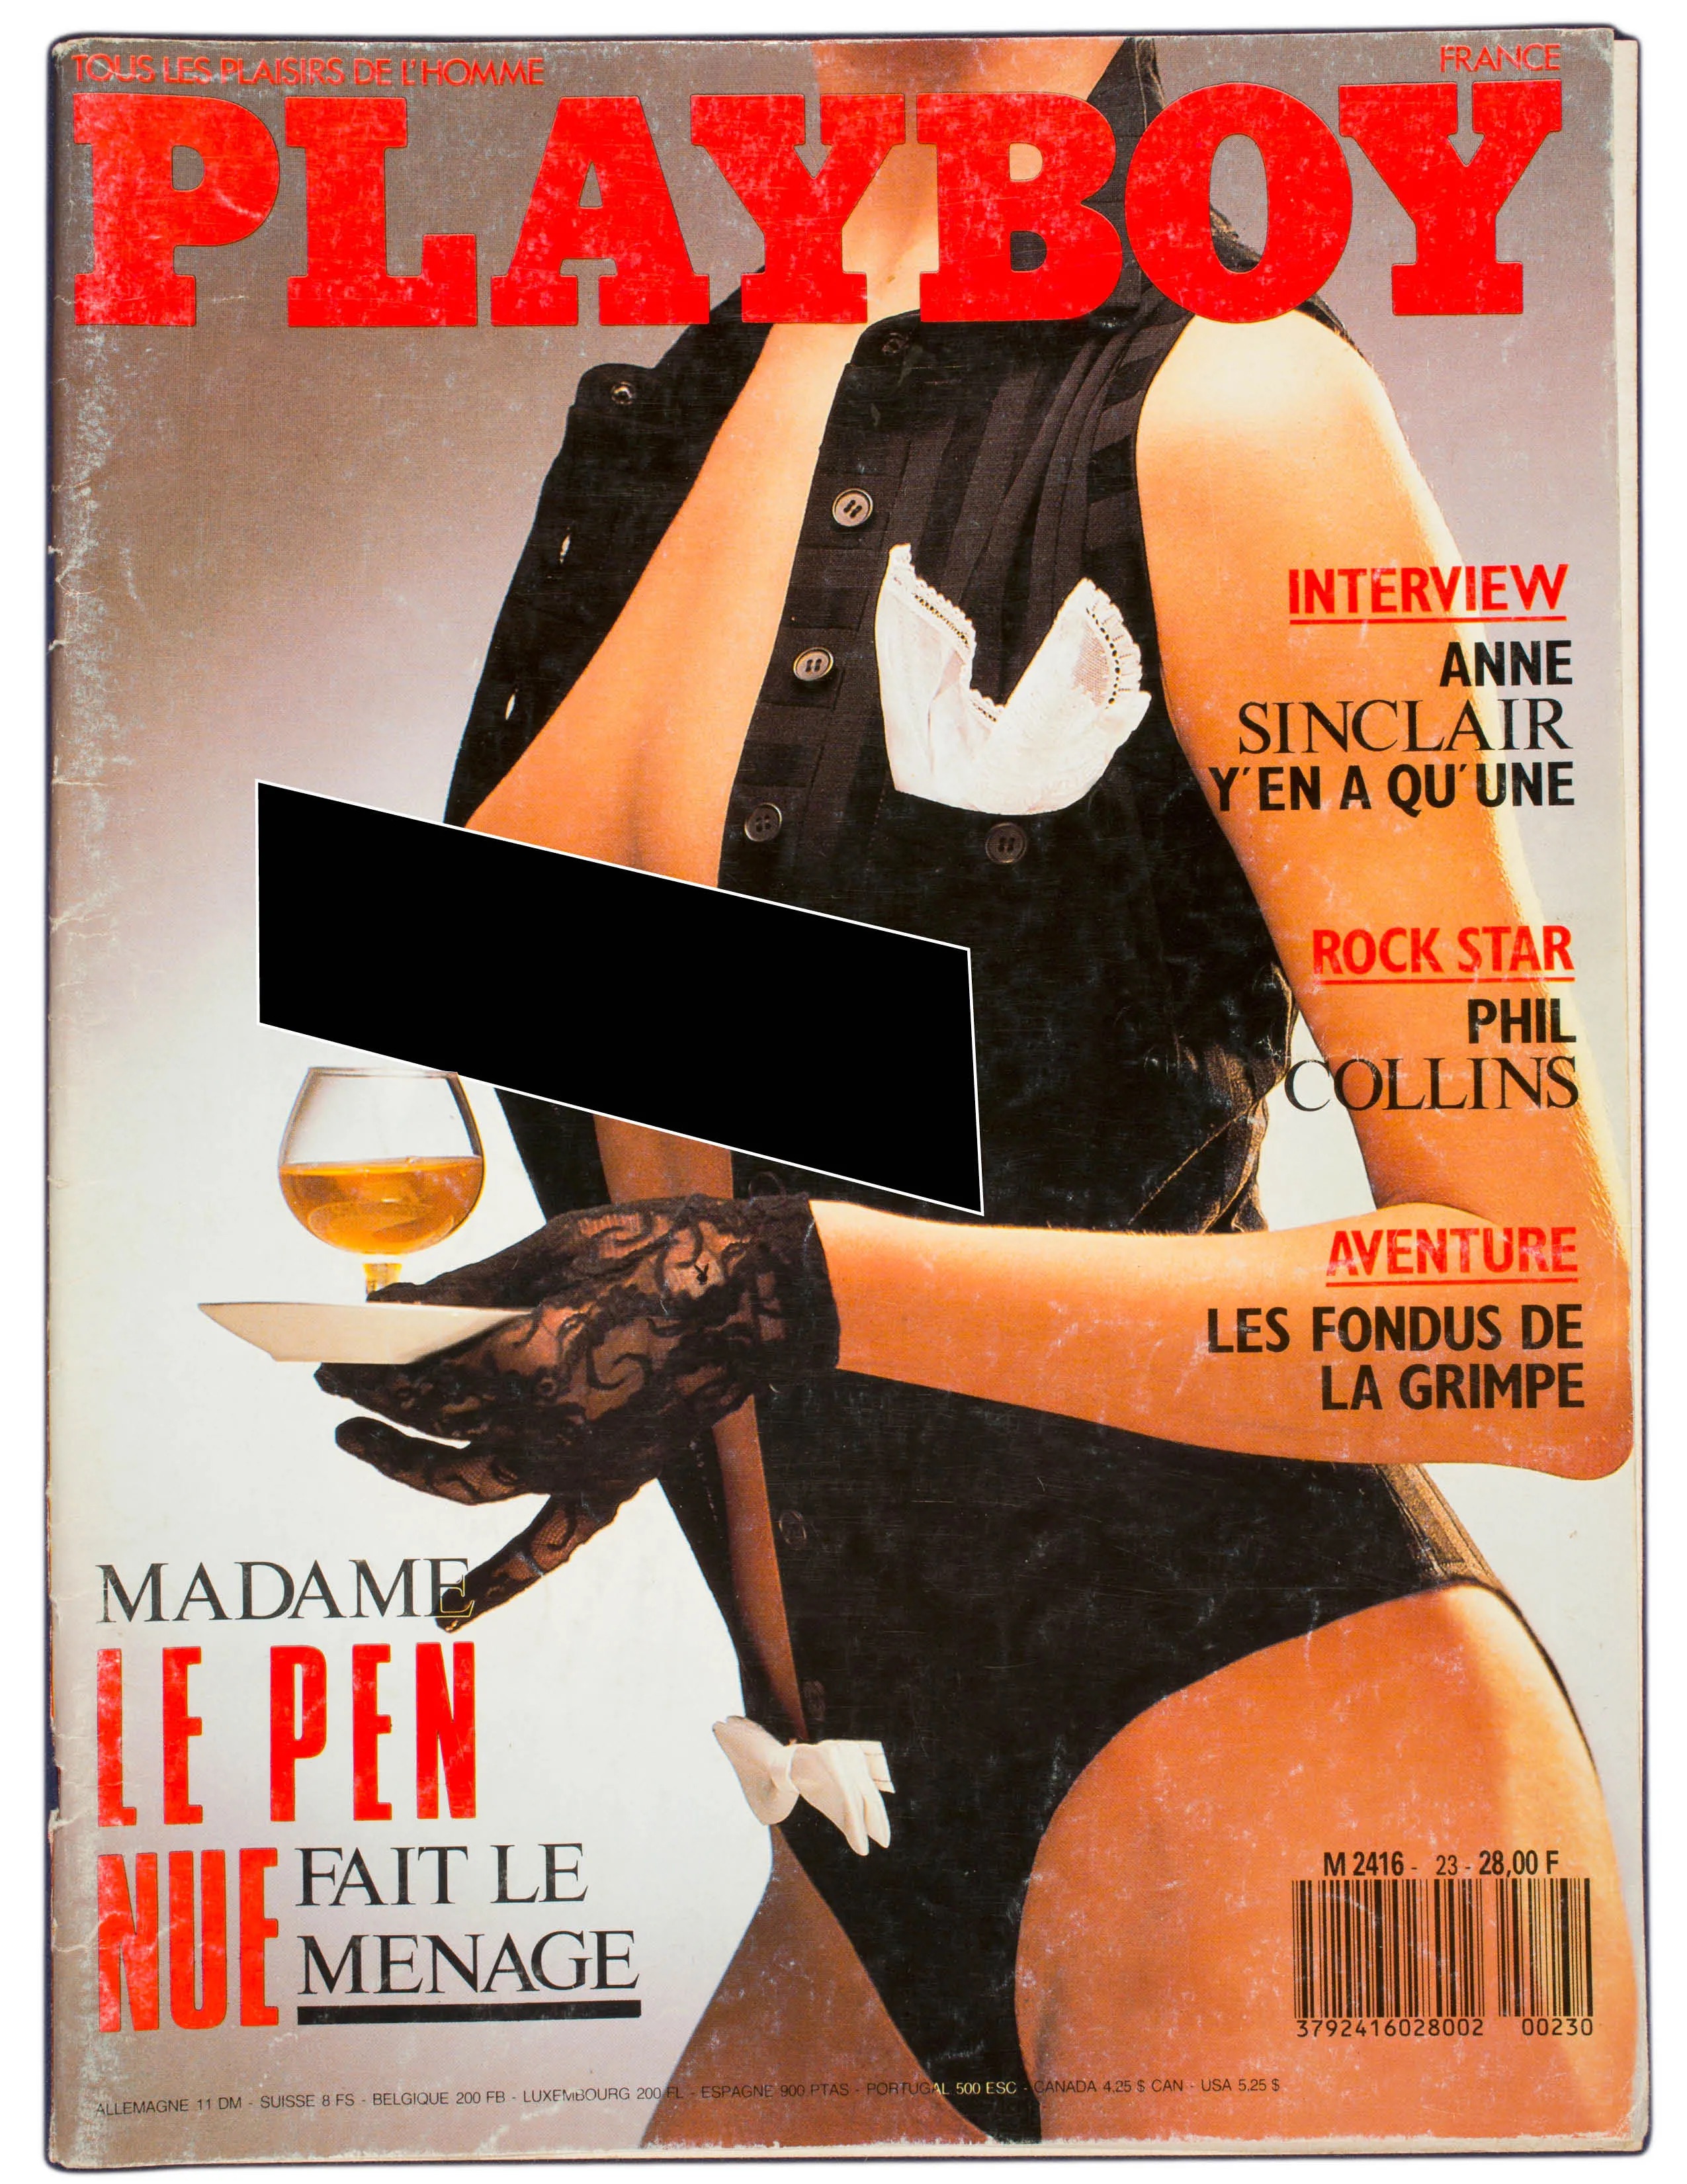 TOUS LES PLAISIRS DE L'HOMME
FRANCE
PLAYBOY
INTERVIEW
ANNE
SINCLAIR
Y'EN A QU'UNE
ROCK STAR
PHIL
COLLINS
AVENTURE
LES FONDUS DE
LA GRIMPE
MADAME
LE PEN
NUE FAIT LE
MENAGE
M 2416 - 23 - 28,00 F
3792416028002 00230
ALLEMAGNE 11 DM - SUISSE 8 FS - BELGIQUE 200 FB - LUXEMBOURG 200 FL - ESPAGNE 900 PTAS - PORTUGAL 500 ESC - CANADA 4,25 $ CAN - USA 5.25 $